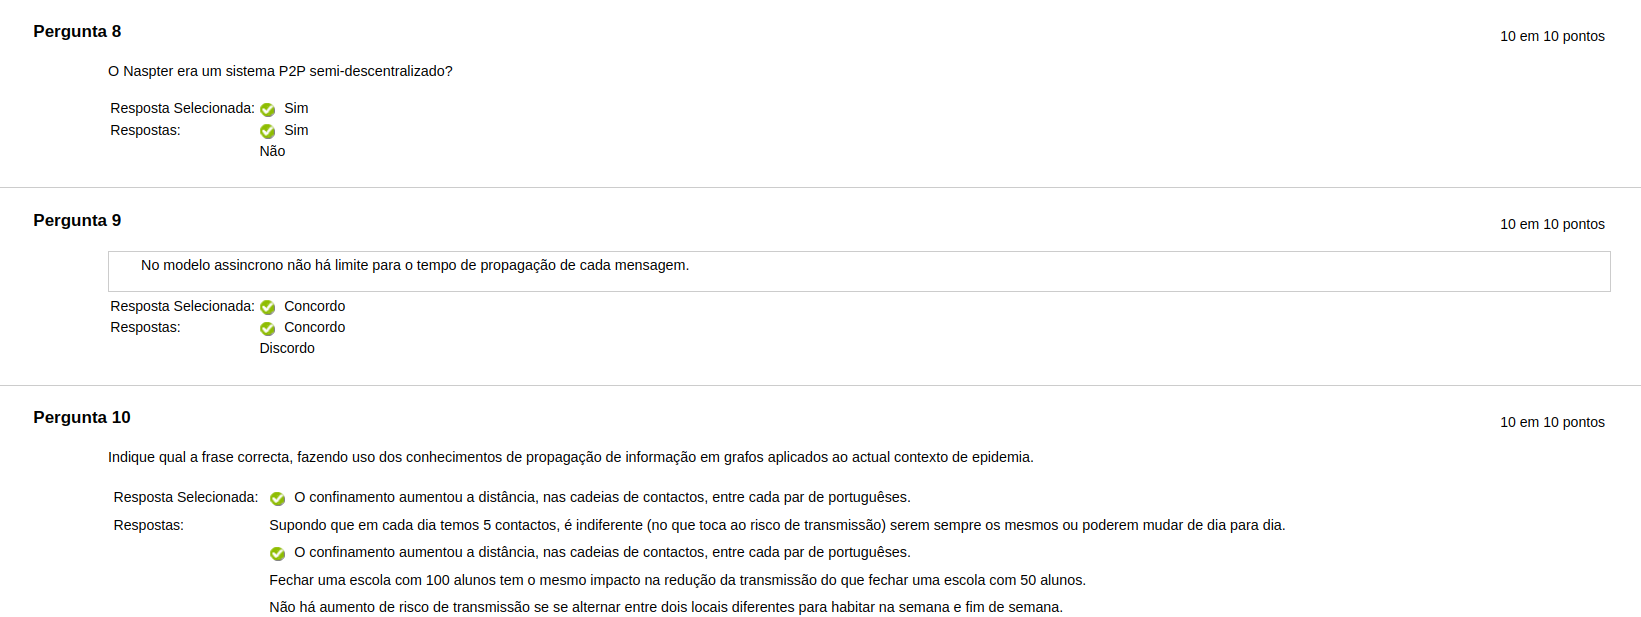 Pergunta 8
10 em 10 pontos
O Naspter era um sistema P2P semi-descentralizado?
Resposta Selecionada: Sim
Respostas: Sim
Não
Pergunta 9
10 em 10 pontos
No modelo assincrono não há limite para o tempo de propagação de cada mensagem.
Resposta Selecionada: Concordo
Respostas: Concordo
Discordo
Pergunta 10
10 em 10 pontos
Indique qual a frase correcta, fazendo uso dos conhecimentos de propagação de informação em grafos aplicados ao actual contexto de epidemia.
Resposta Selecionada: O confinamento aumentou a distância, nas cadeias de contactos, entre cada par de portuguêses.
Respostas: Supondo que em cada dia temos 5 contactos, é indiferente (no que toca ao risco de transmissão) serem sempre os mesmos ou poderem mudar de dia para dia.
O confinamento aumentou a distância, nas cadeias de contactos, entre cada par de portuguêses.
Fechar uma escola com 100 alunos tem o mesmo impacto na redução da transmissão do que fechar uma escola com 50 alunos.
Não há aumento de risco de transmissão se se alternar entre dois locais diferentes para habitar na semana e fim de semana.